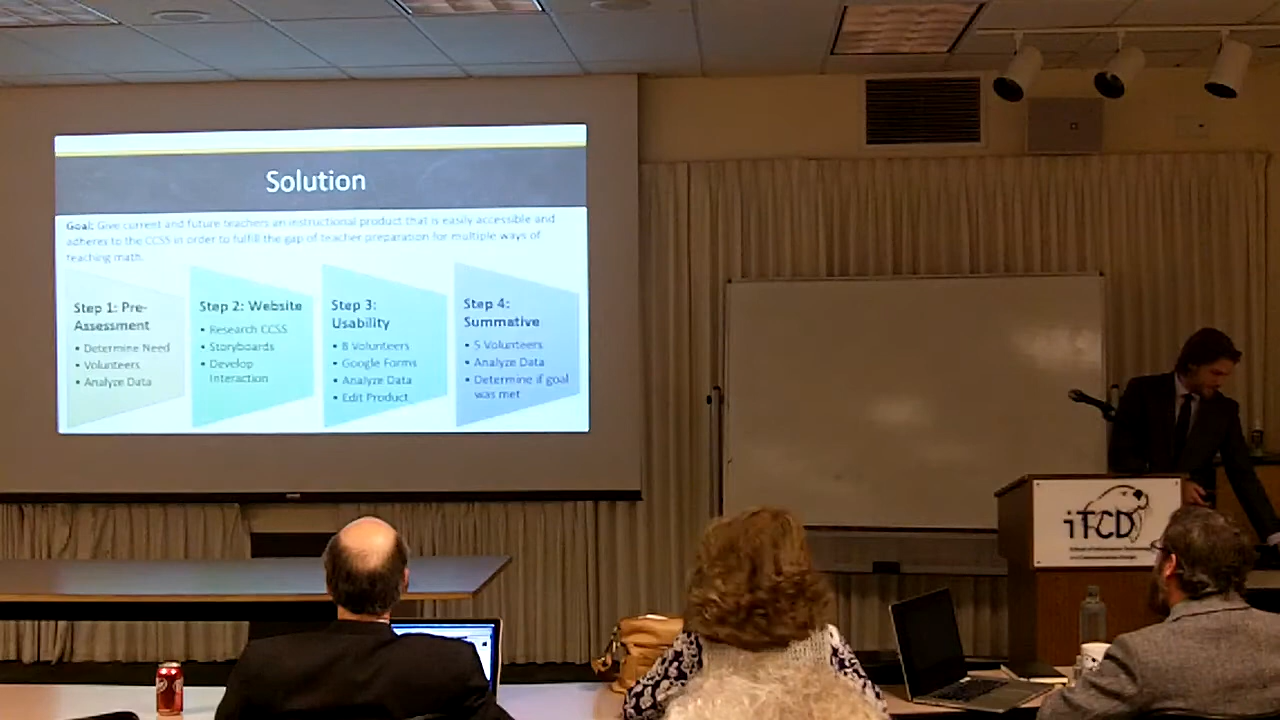 Solution
Goal: Give current and future teachers an instructional product that is easily accessible and
adheres to the CCSS in order to fulfill the gap of teacher preparation for multiple ways of
teaching math.
Step 1: Pre-
Assessment
• Determine Need
• Volunteers
• Analyze Data
Step 2: Website
• Research CCSS
• Storyboards
• Develop
Interaction
Step 3:
Usability
• 8 Volunteers
• Google Forms
• Analyze Data
• Edit Product
Step 4:
Summative
• 5 Volunteers
• Analyze Data
• Determine if goal
was met
iTCD